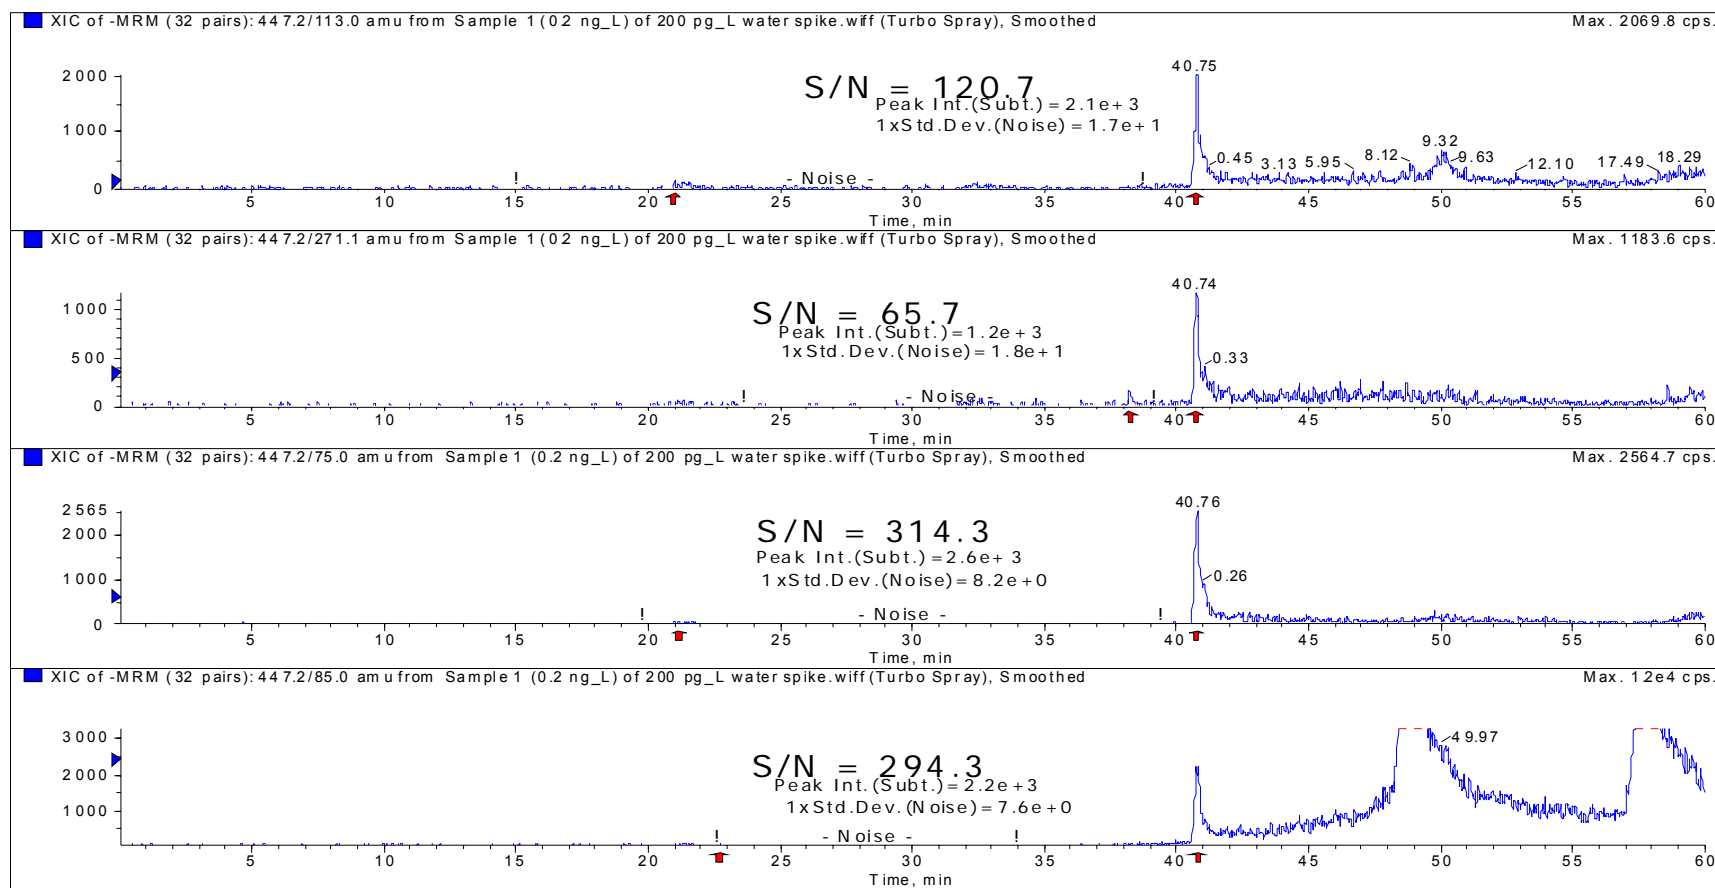 XIC of -MRM (32 pairs): 447.2/113.0 amu from Sample 1 (02 ng_L) of 200 pg_L water spike.wiff (Turbo Spray), Smoothed Max. 2069.8 cps.
40.75
2000
S/N = 120.7
Peak Int.(Subt.)=2.1e+3
1xStd.Dev.(Noise)=1.7e+1
1000
9.32
0.45 3.13 5.95 8.12 9.63 12.10 17.49 18.29
! - Noise - !
0
5 10 15 20 25 30 35 40 45 50 55 60
Time, min
XIC of -MRM (32 pairs): 447.2/271.1 amu from Sample 1 (02 ng_L) of 200 pg_L water spike.wiff (Turbo Spray), Smoothed Max. 1183.6 cps.
40.74
1000
S/N = 65.7
Peak Int.(Subt.)=1.2e+3
1xStd.Dev.(Noise)=1.8e+1
500
0.33
! - Noise - !
0
5 10 15 20 25 30 35 40 45 50 55 60
Time, min
XIC of -MRM (32 pairs): 447.2/75.0 amu from Sample 1 (0.2 ng_L) of 200 pg_L water spike.wiff (Turbo Spray), Smoothed Max. 2564.7 cps.
40.76
2565
2000
S/N = 314.3
Peak Int.(Subt.)=2.6e+3
1xStd.Dev.(Noise)=8.2e+0
1000
0.26
! - Noise - !
0
5 10 15 20 25 30 35 40 45 50 55 60
Time, min
XIC of -MRM (32 pairs): 447.2/85.0 amu from Sample 1 (0.2 ng_L) of 200 pg_L water spike.wiff (Turbo Spray), Smoothed Max. 1.2e4 cps.
3000
49.97
S/N = 294.3
2000
Peak Int.(Subt.)=2.2e+3
1xStd.Dev.(Noise)=7.6e+0
1000
! - Noise - !
0
5 10 15 20 25 30 35 40 45 50 55 60
Time, min